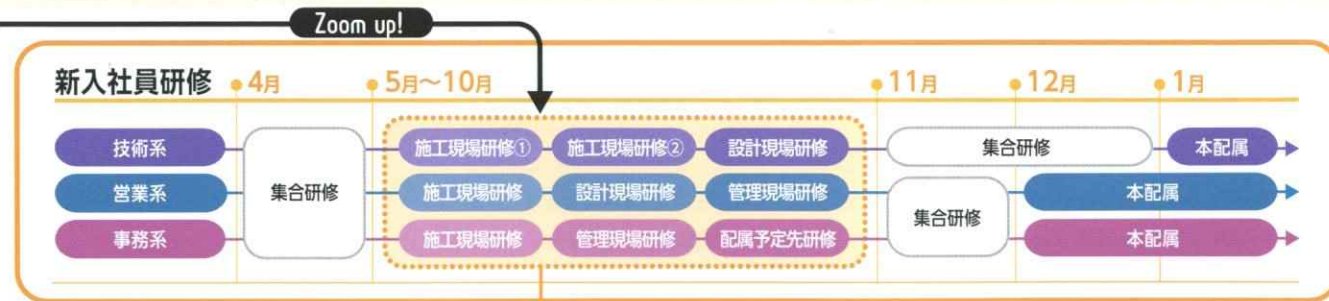 Zoom up!
新入社員研修 4月 5月〜10月 11月 12月 1月
技術系 施工現場研修① 施工現場研修② 設計現場研修 集合研修 本配属
営業系 集合研修 施工現場研修 設計現場研修 管理現場研修 本配属
集合研修
事務系 施工現場研修 管理現場研修 配属予定先研修 本配属